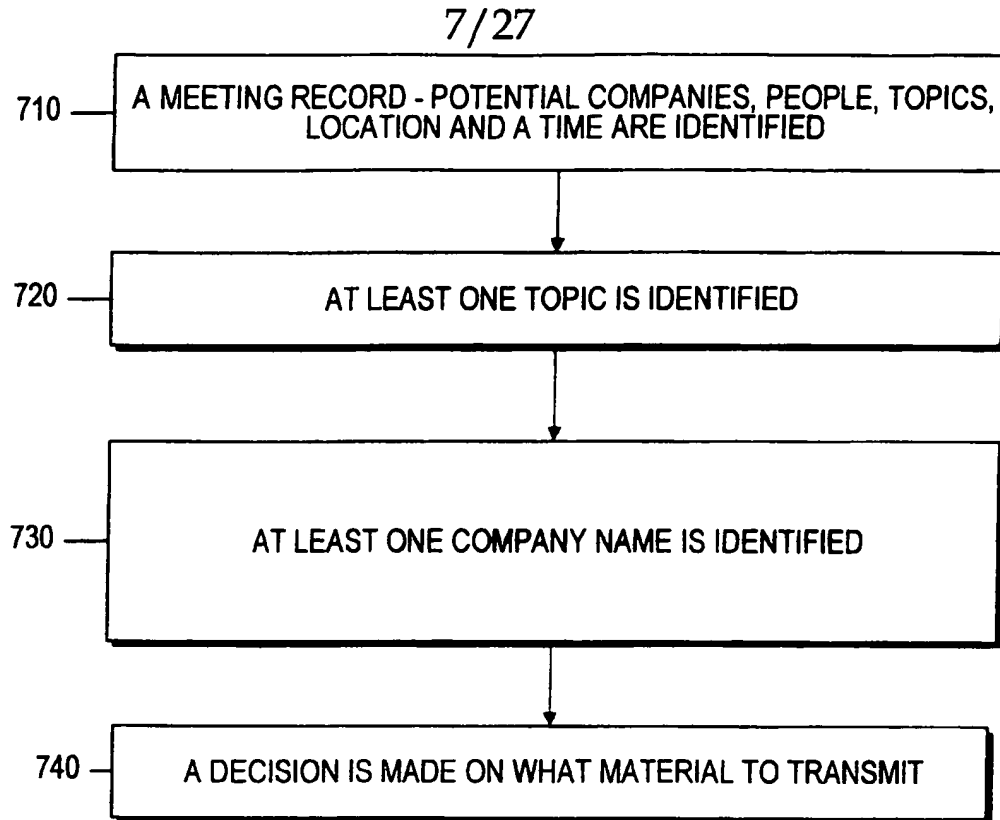 7/27
710
A MEETING RECORD - POTENTIAL COMPANIES, PEOPLE, TOPICS,
LOCATION AND A TIME ARE IDENTIFIED
720
AT LEAST ONE TOPIC IS IDENTIFIED
730
AT LEAST ONE COMPANY NAME IS IDENTIFIED
740
A DECISION IS MADE ON WHAT MATERIAL TO TRANSMIT